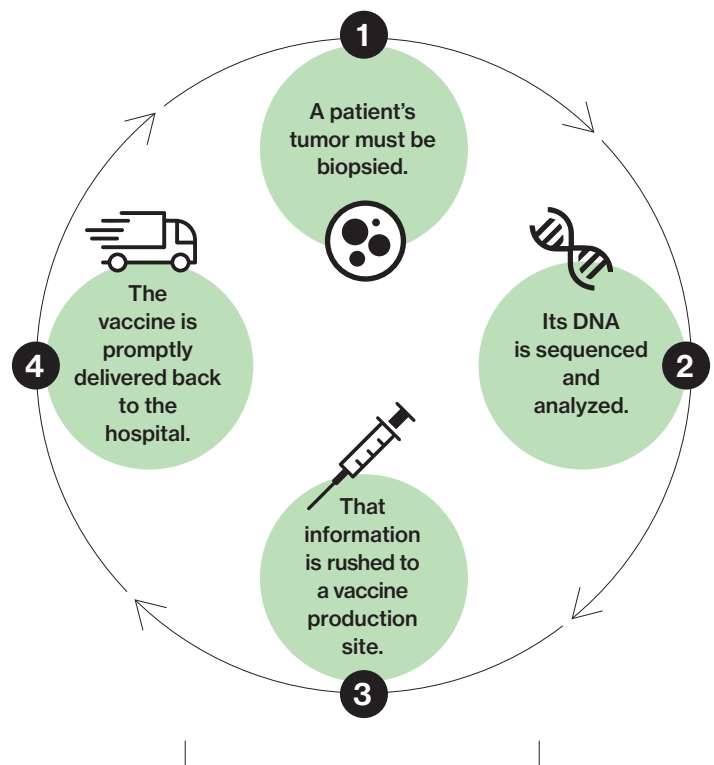 1
A patient’s
tumor must be
biopsied.
2
Its DNA
is sequenced
and
analyzed.
3
That
information
is rushed to
a vaccine
production
site.
4
The
vaccine is
promptly
delivered back
to the
hospital.